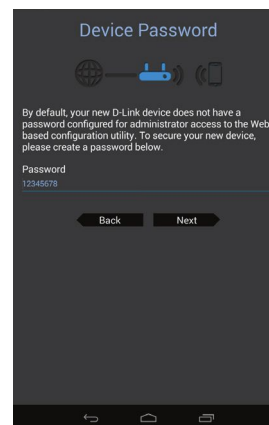 Device Password
By default, your new D-Link device does not have a
password configured for administrator access to the Web
based configuration utility. To secure your new device,
please create a password below.
Password
12345678
Back Next